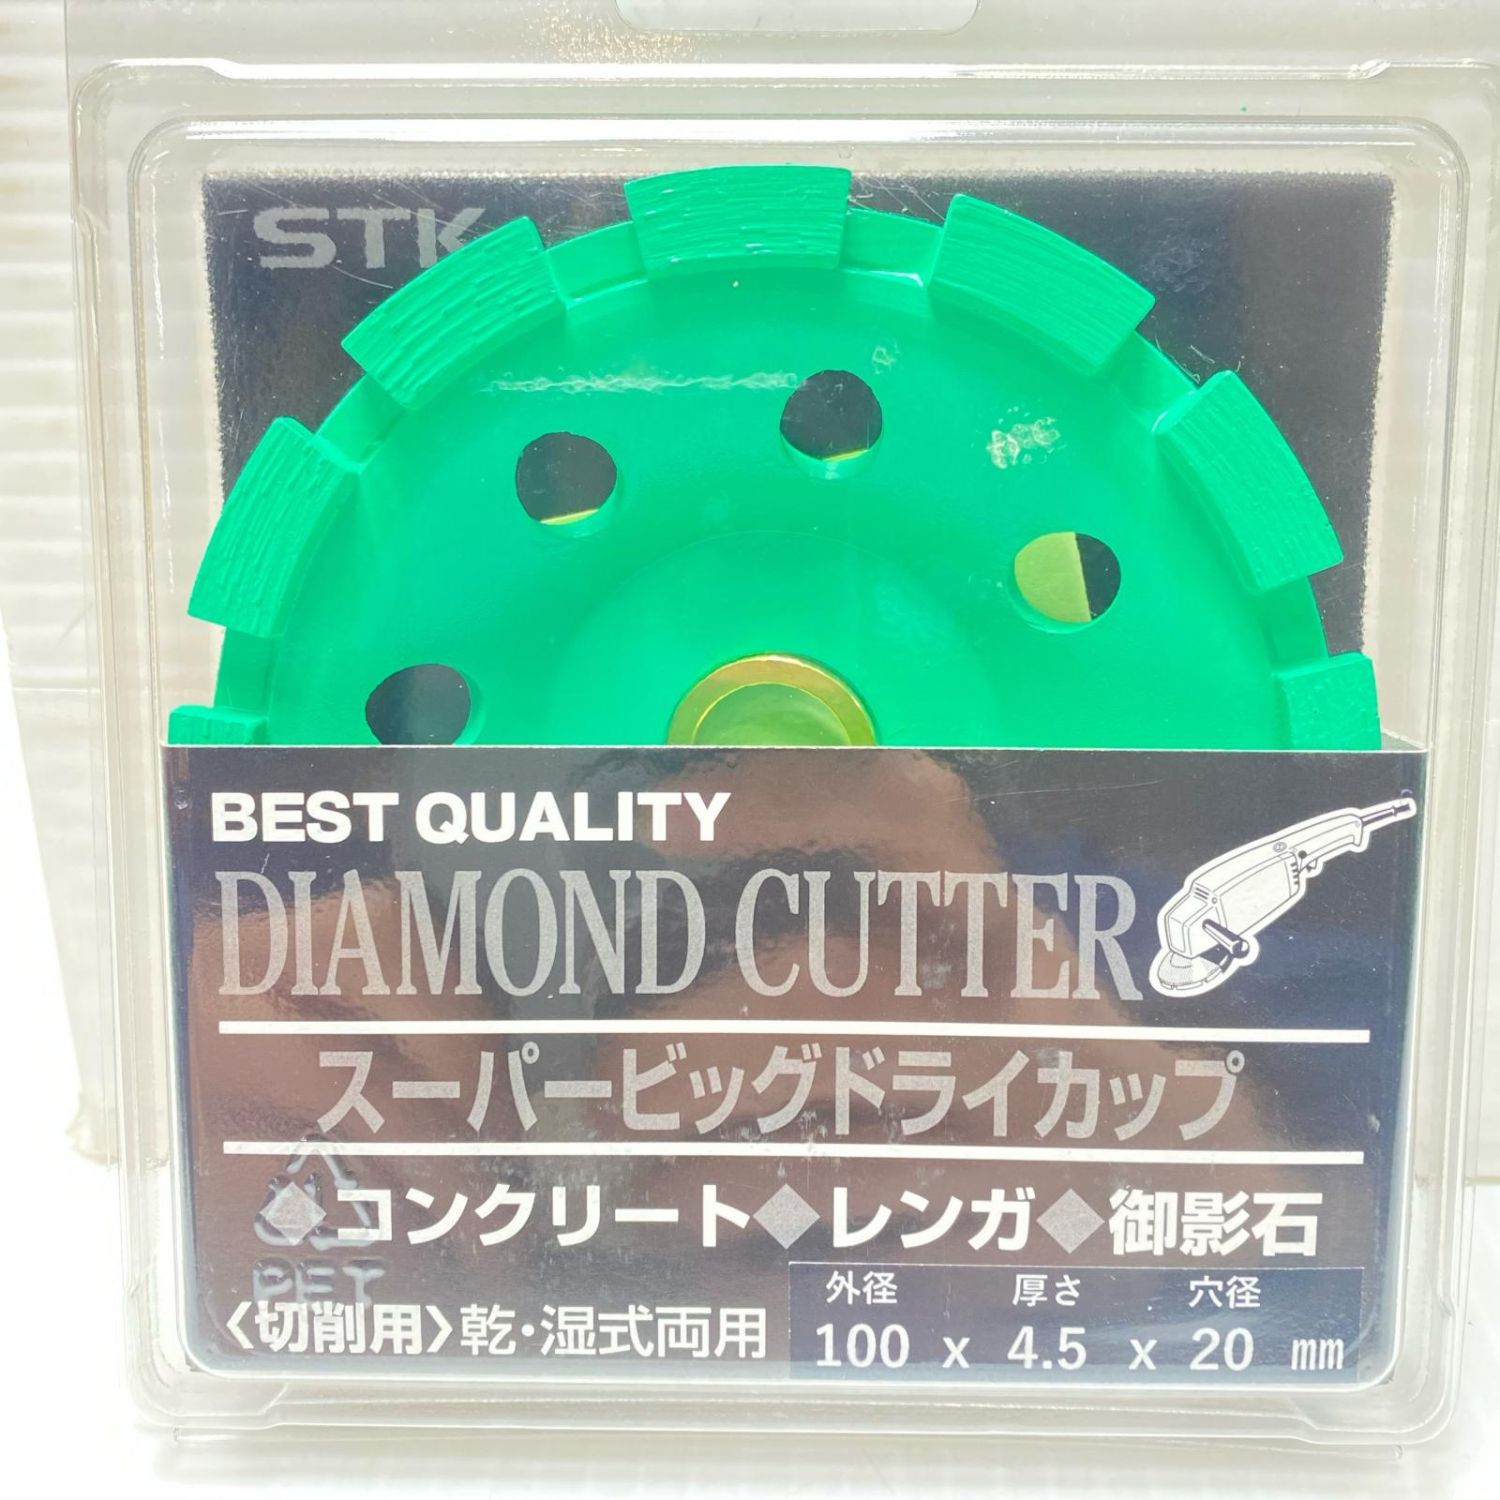 STK
BEST QUALITY
DIAMOND CUTTER
スーパービッグドライカップ
◆コンクリート◆レンガ◆御影石
PET
〈切削用〉乾・湿式両用
外径 厚さ 穴径
100 x 4.5 x 20 mm